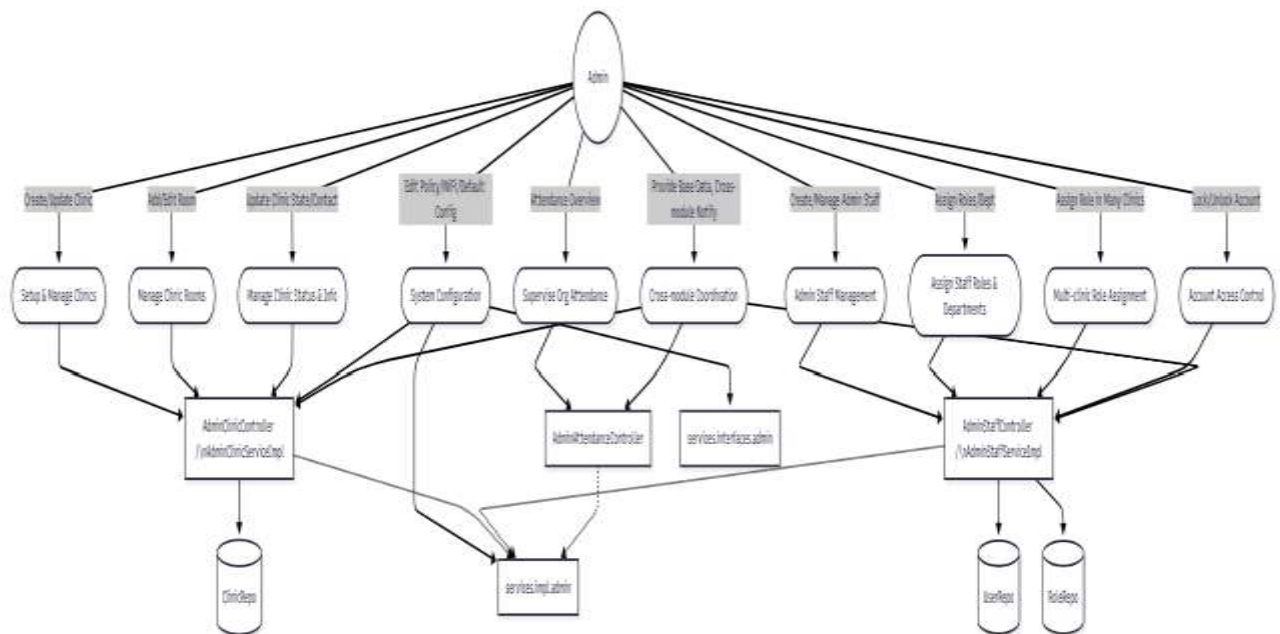 Admin
Create/Update Clinic
Add/Edit Room
Update Clinic State/Contact
Edit Policy/WiFi/Default
Config
Attendance Overview
Provide Base Data, Cross-
module Notify
Create/Manage Admin Staff
Assign Roles/Dept
Assign Role in Many Clinics
Lock/Unlock Account
Setup & Manage Clinics
Manage Clinic Rooms
Manage Clinic Status & Info
System Configuration
Supervise Org Attendance
Cross-module Coordination
Admin Staff Management
Assign Staff Roles &
Departments
Multi-clinic Role Assignment
Account Access Control
AdminClinicController
/\nAdminClinicServiceImpl
AdminAttendanceController
services.interfaces.admin
AdminStaffController
/\nAdminStaffServiceImpl
ClinicRepo
services.impl.admin
UserRepo
RoleRepo